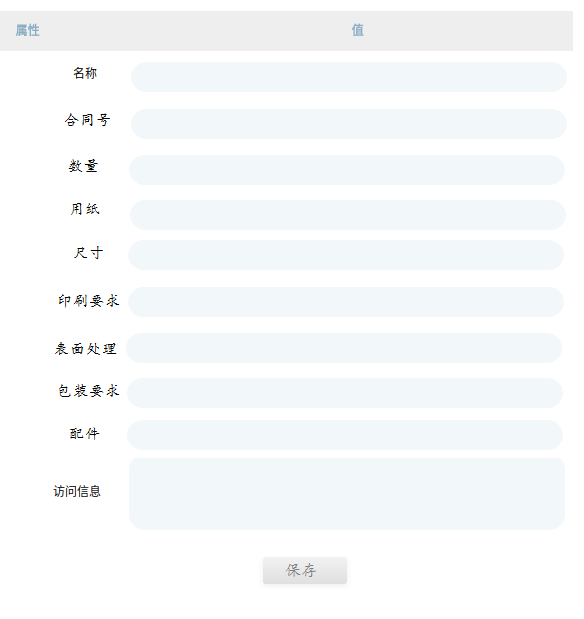 属性 值
名称
合同号
数量
用纸
尺寸
印刷要求
表面处理
包装要求
配件
访问信息
保存